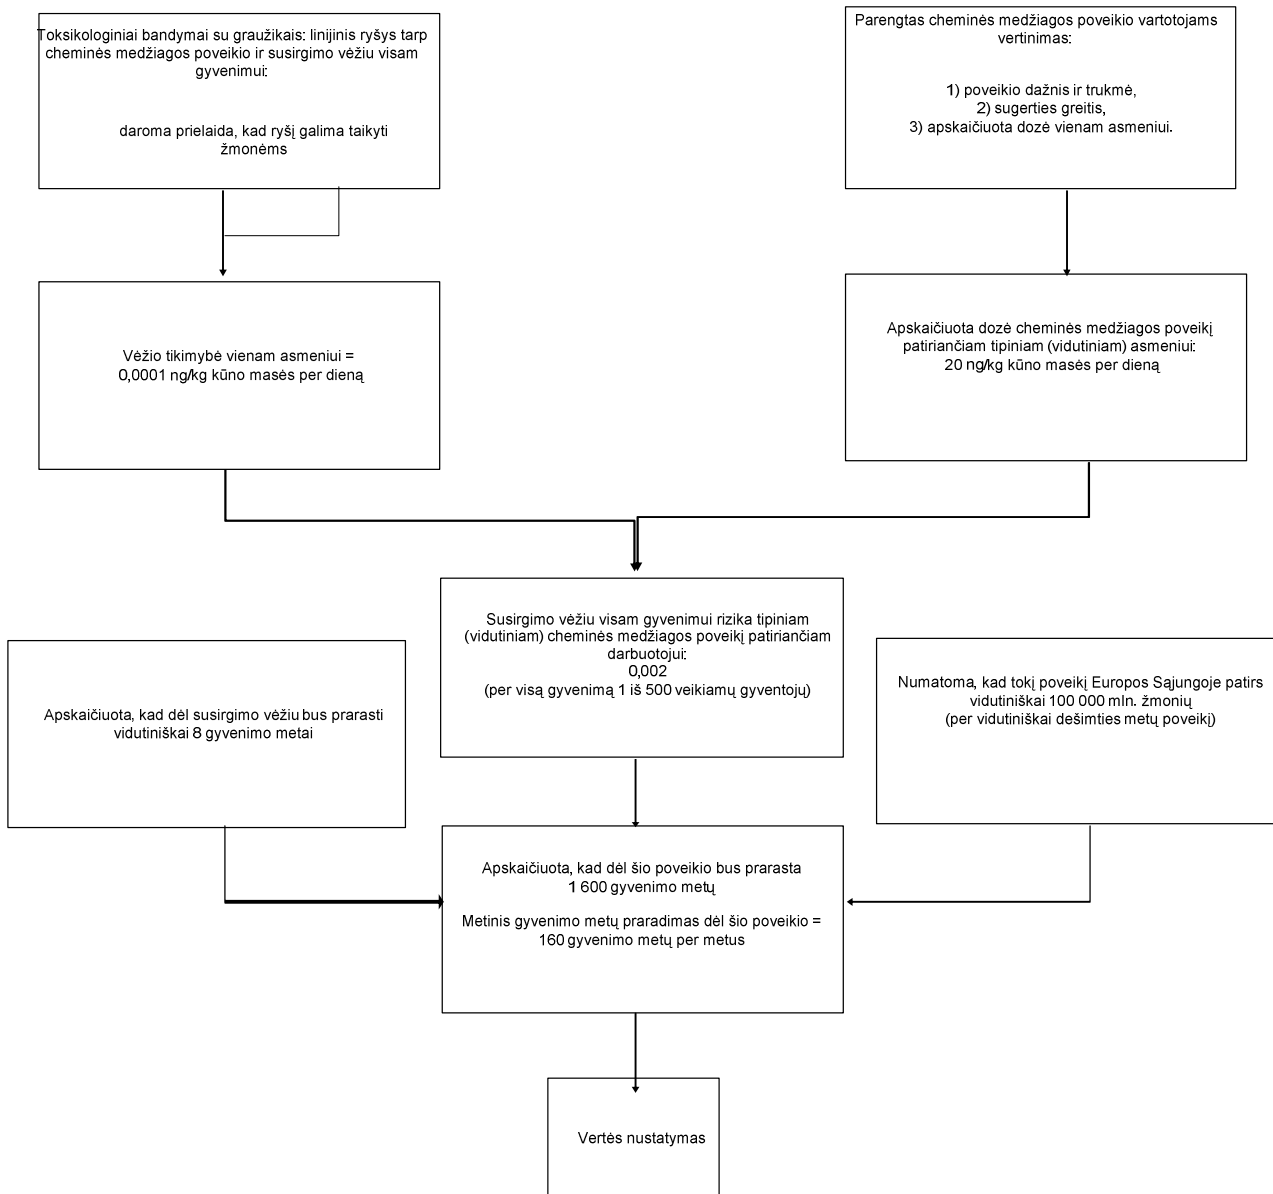 Toksikologiniai bandymai su graužikais: linijinis ryšys tarp
cheminės medžiagos poveikio ir susirgimo vėžiu visam
gyvenimui:
daroma prielaida, kad ryšį galima taikyti
žmonėms
Parengtas cheminės medžiagos poveikio vartotojams
vertinimas:
1) poveikio dažnis ir trukmė,
2) sugerties greitis,
3) apskaičiuota dozė vienam asmeniui.
Vėžio tikimybė vienam asmeniui =
0,0001 ng/kg kūno masės per dieną
Apskaičiuota dozė cheminės medžiagos poveikį
patiriančiam tipiniam (vidutiniam) asmeniui:
20 ng/kg kūno masės per dieną
Susirgimo vėžiu visam gyvenimui rizika tipiniam
(vidutiniam) cheminės medžiagos poveikį patiriančiam
darbuotojui:
0,002
(per visą gyvenimą 1 iš 500 veikiamų gyventojų)
Apskaičiuota, kad dėl susirgimo vėžiu bus prarasti
vidutiniškai 8 gyvenimo metai
Numatoma, kad tokį poveikį Europos Sąjungoje patirs
vidutiniškai 100 000 mln. žmonių
(per vidutiniškai dešimties metų poveikį)
Apskaičiuota, kad dėl šio poveikio bus prarasta
1 600 gyvenimo metų
Metinis gyvenimo metų praradimas dėl šio poveikio =
160 gyvenimo metų per metus
Vertės nustatymas